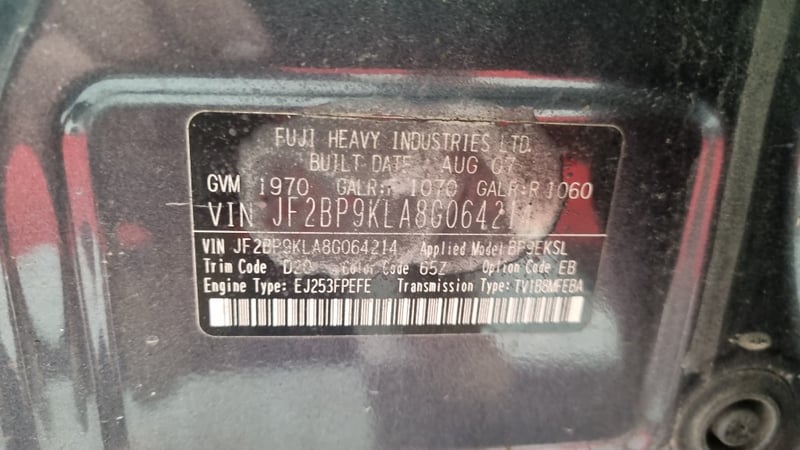 FUJI HEAVY INDUSTRIES LTD.
BUILT DATE AUG 07
GVM 1970 GALR:F 1070 GALR:R 1060
VIN JF2BP9KLA8G064214
VIN JF2BP9KLA8G064214 Applied Model BP9EKSL
Trim Code D20 Color Code 65Z Option Code EB
Engine Type: EJ253FPEFE Transmission Type: TV1B8MFEBA